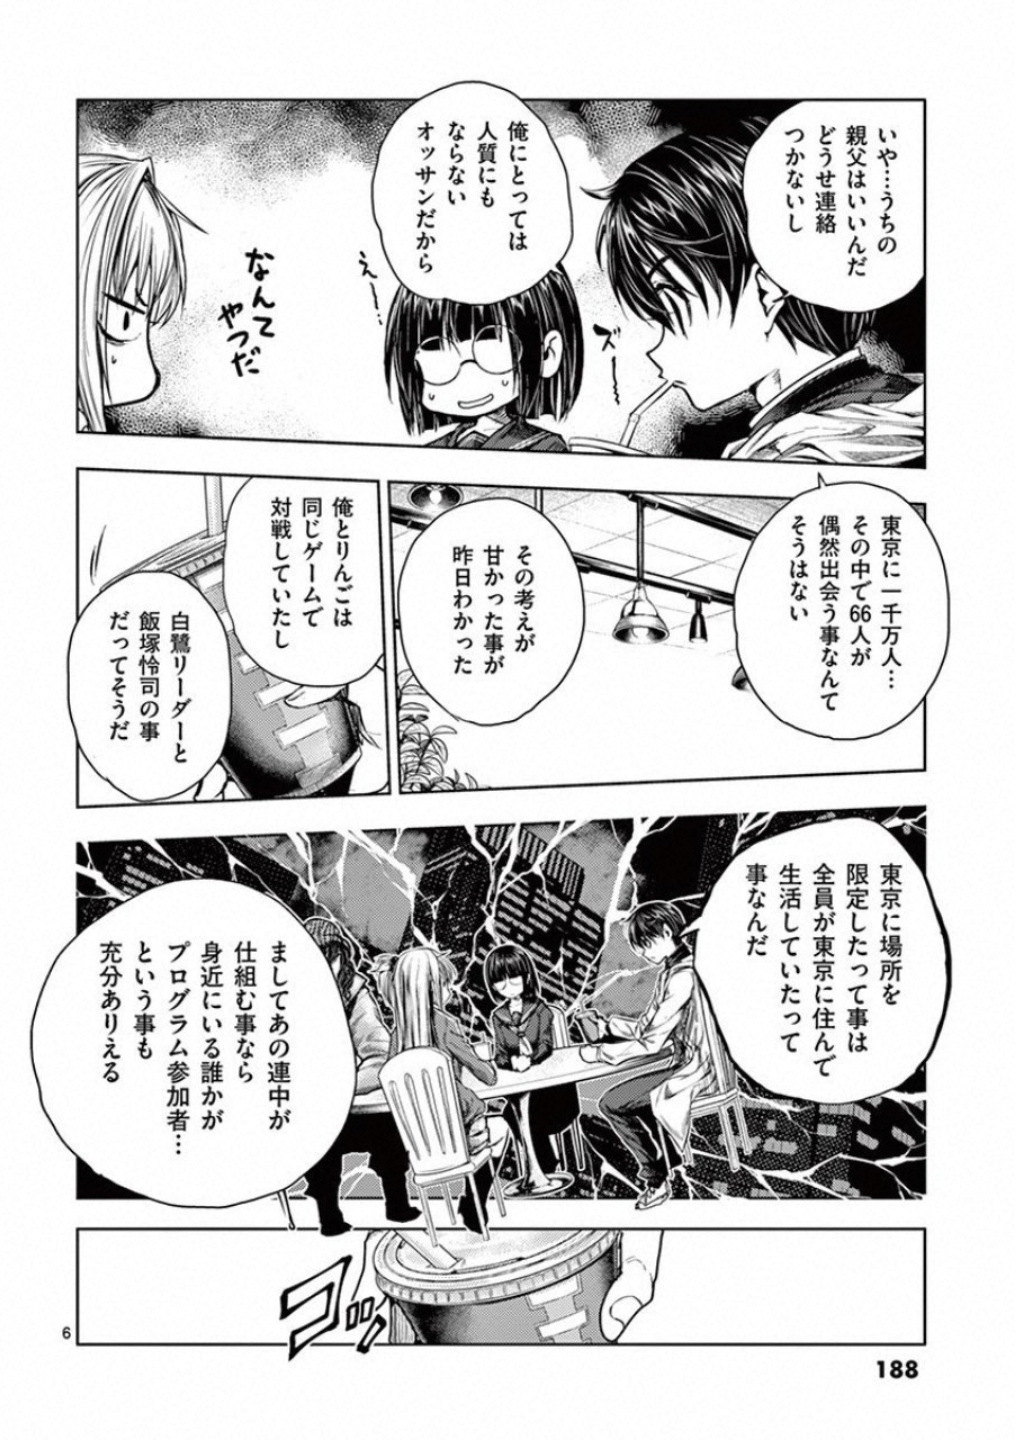 いや…うちの
親父はいいんだ
どうせ連絡
つかないし
俺にとっては
人質にも
ならない
オッサンだから
えー…
なんて
やつだ
東京に一千万人…
その中で66人が
偶然出会う事なんて
そうはない
その考えが
甘かった事が
昨日わかった
俺とりんごは
同じゲームで
対戦していたし
白鷺リーダーと
飯塚怜司の事
だってそうだ
東京に場所を
限定したって事は
全員が東京に住んで
生活していたって
事なんだ
ましてあの連中が
仕組む事なら
身近にいる誰かが
プログラム参加者…
という事も
充分ありえる
ゴッ
6
188